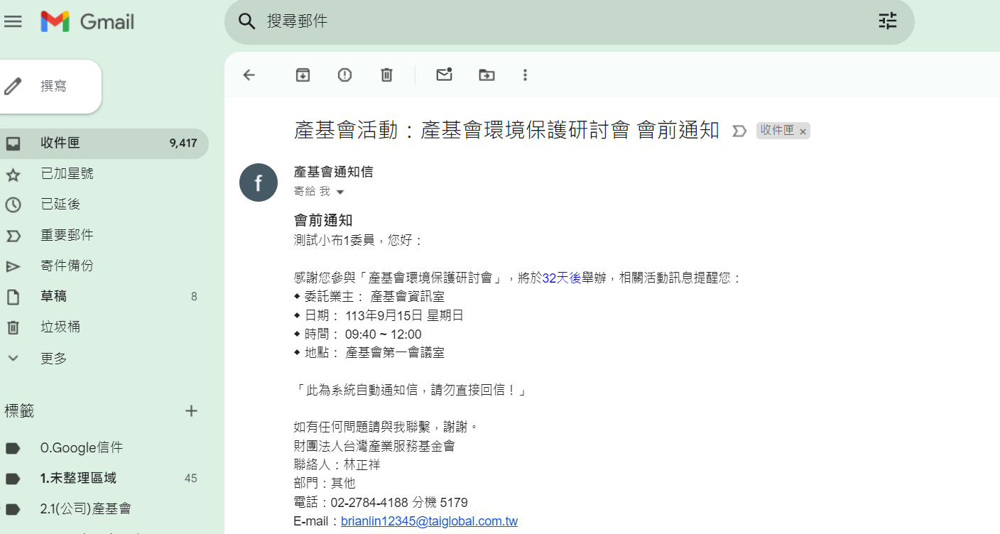 Gmail
搜尋郵件
撰寫
收件匣 9,417
已加星號
已延後
重要郵件
寄件備份
草稿 8
垃圾桶
更多
標籤
0.Google信件
1.未整理區域 45
2.1(公司)產基會
產基會活動：產基會環境保護研討會 會前通知
收件匣 ×
f
產基會通知信
寄給 我
會前通知
測試小布1委員，您好：
感謝您參與「產基會環境保護研討會」，將於32天後舉辦，相關活動訊息提醒您：
◆ 委託業主： 產基會資訊室
◆ 日期： 113年9月15日 星期日
◆ 時間： 09:40 ~ 12:00
◆ 地點： 產基會第一會議室
「此為系統自動通知信，請勿直接回信！」
如有任何問題請與我聯繫，謝謝。
財團法人台灣產業服務基金會
聯絡人：林正祥
部門：其他
電話：02-2784-4188 分機 5179
E-mail：brianlin12345@taiglobal.com.tw